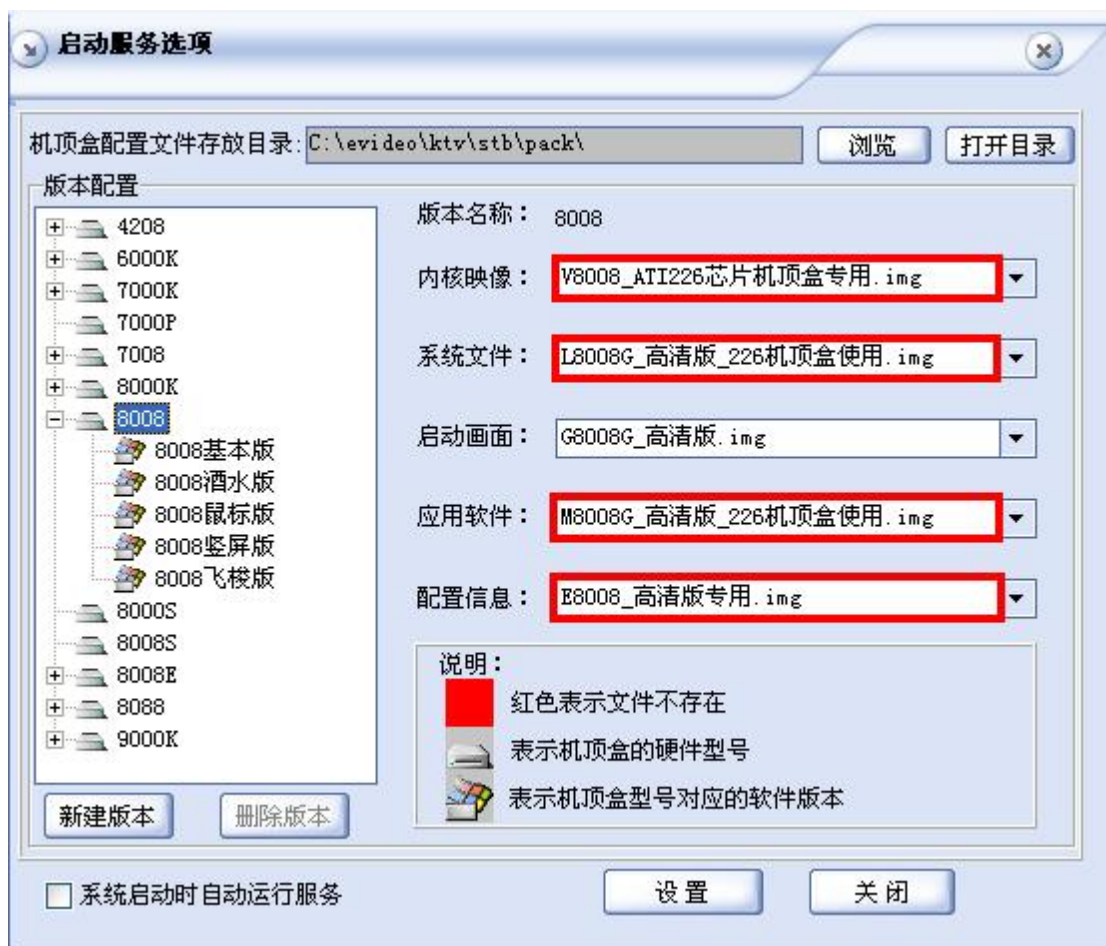 启动服务选项
机顶盒配置文件存放目录:C:\evideo\ktv\stb\pack\ 浏览 打开目录
版本配置
4208
6000K
7000K
7000P
7008
8000K
8008
8008基本版
8008酒水版
8008鼠标版
8008竖屏版
8008飞梭版
8000S
8008S
8008E
8088
9000K
新建版本 删除版本
版本名称: 8008
内核映像: V8008_ATI226芯片机顶盒专用.img
系统文件: L8008G_高清版_226机顶盒使用.img
启动画面: G8008G_高清版.img
应用软件: M8008G_高清版_226机顶盒使用.img
配置信息: E8008_高清版专用.img
说明:
红色表示文件不存在
表示机顶盒的硬件型号
表示机顶盒型号对应的软件版本
系统启动时自动运行服务 设置 关闭